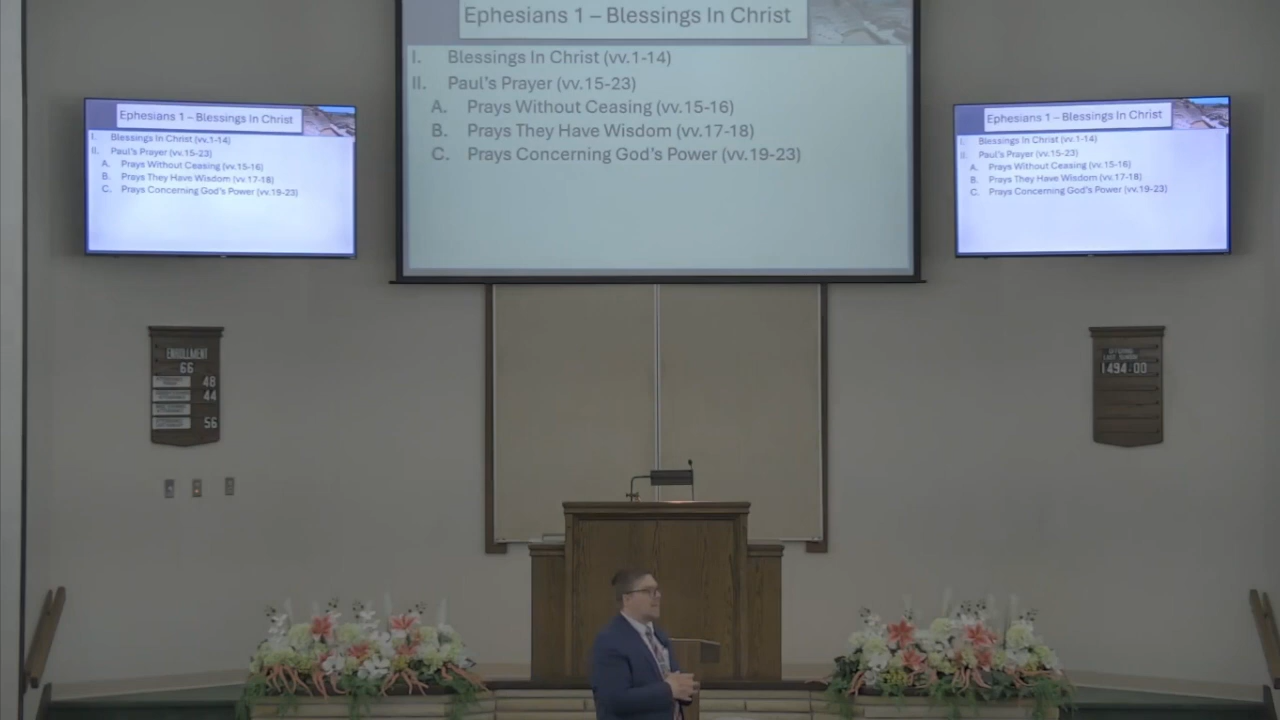 Ephesians 1 – Blessings In Christ
I. Blessings In Christ (vv.1-14)
II. Paul's Prayer (vv.15-23)
A. Prays Without Ceasing (vv.15-16)
B. Prays They Have Wisdom (vv.17-18)
C. Prays Concerning God's Power (vv.19-23)
Ephesians 1 – Blessings In Christ
I. Blessings In Christ (vv.1-14)
II. Paul's Prayer (vv.15-23)
A. Prays Without Ceasing (vv.15-16)
B. Prays They Have Wisdom (vv.17-18)
C. Prays Concerning God's Power (vv.19-23)
Ephesians 1 – Blessings In Christ
I. Blessings In Christ (vv.1-14)
II. Paul's Prayer (vv.15-23)
A. Prays Without Ceasing (vv.15-16)
B. Prays They Have Wisdom (vv.17-18)
C. Prays Concerning God's Power (vv.19-23)
ENROLLMENT
66
48
44
56
1494.00